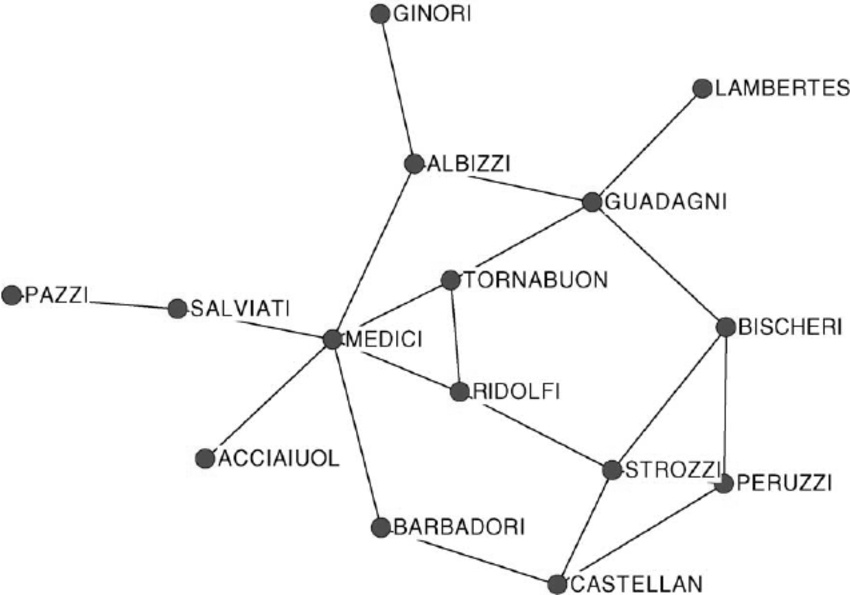 GINORI
LAMBERTES
ALBIZZI
GUADAGNI
TORNABUON
PAZZI
SALVIATI
BISCHERI
MEDICI
RIDOLFI
ACCIAIUOL
STROZZI
PERUZZI
BARBADORI
CASTELLAN